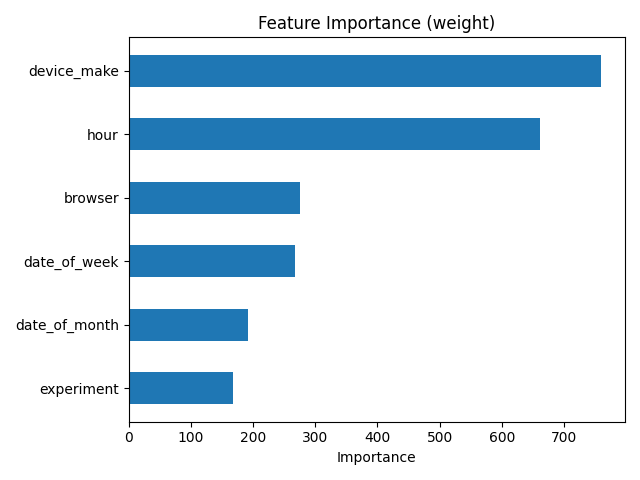 Feature Importance (weight)
device_make
hour
browser
date_of_week
date_of_month
experiment
0 100 200 300 400 500 600 700
Importance